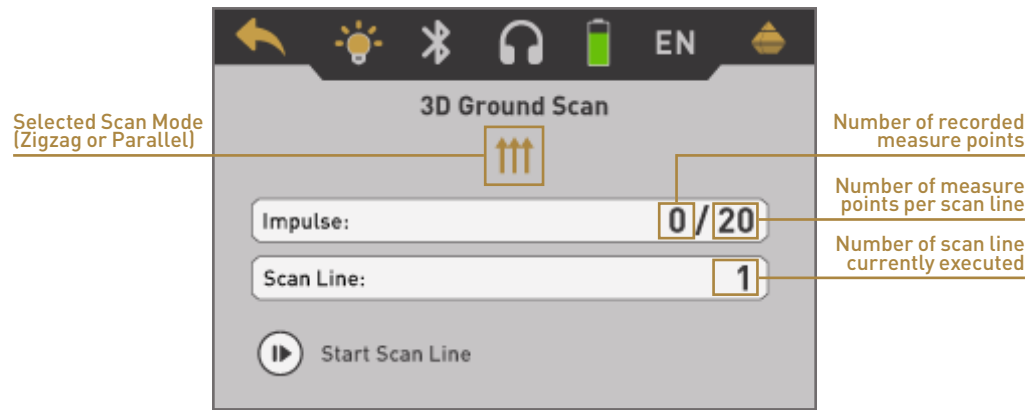 EN
3D Ground Scan
Selected Scan Mode
(Zigzag or Parallel)
Number of recorded
measure points
Impulse: 0/20
Number of measure
points per scan line
Scan Line: 1
Number of scan line
currently executed
Start Scan Line